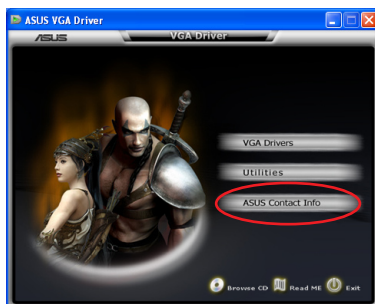 ASUS VGA Driver
ASUS
VGA Driver
VGA Drivers
Utilities
ASUS Contact Info
Browse CD Read ME Exit